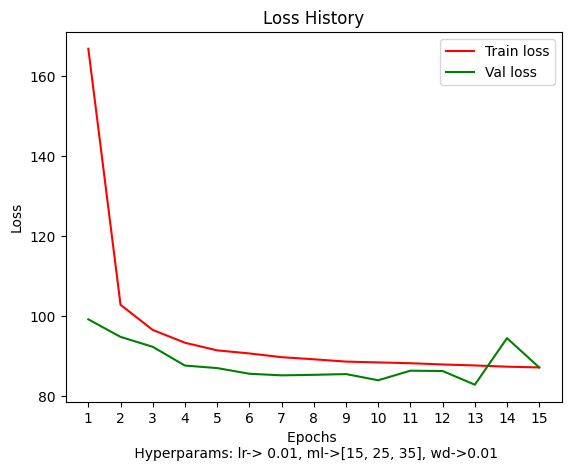 Loss History
Train loss
Val loss
Loss
160
140
120
100
80
1 2 3 4 5 6 7 8 9 10 11 12 13 14 15
Epochs
Hyperparams: lr-> 0.01, ml->[15, 25, 35], wd->0.01